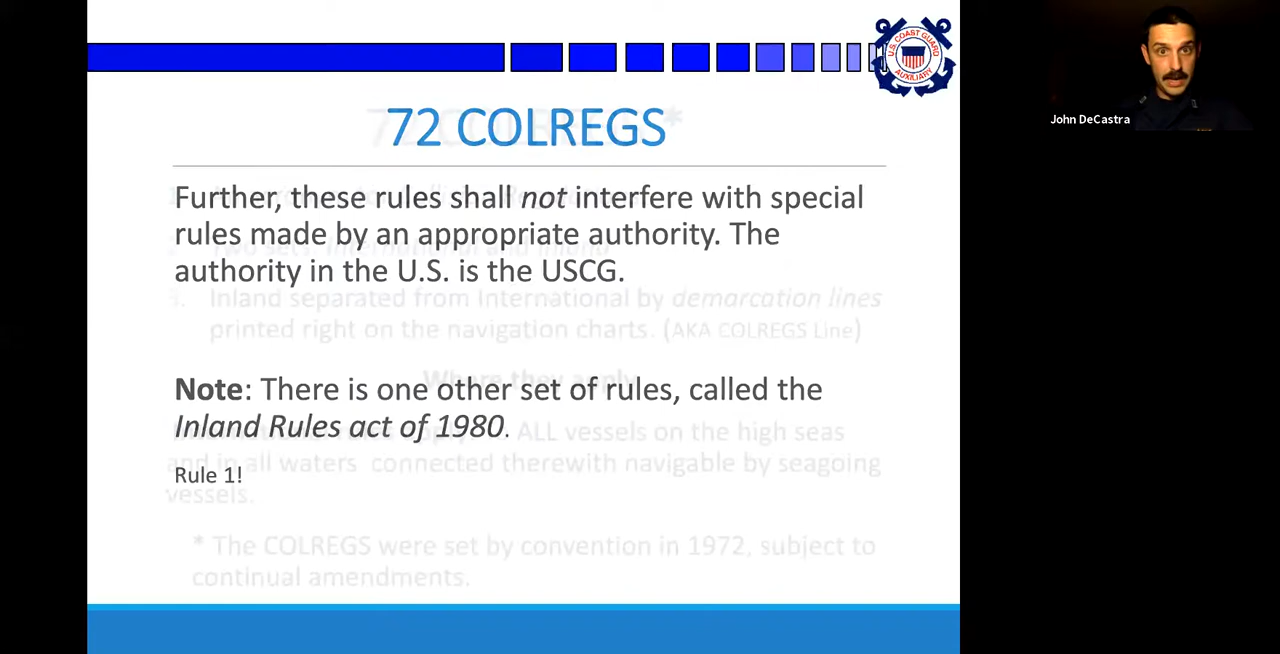 U.S. COAST GUARD
AUXILIARY
John DeCastra
72 COLREGS*
Further, these rules shall not interfere with special
rules made by an appropriate authority. The
authority in the U.S. is the USCG.
Inland separated from International by demarcation lines
printed right on the navigation charts. (AKA COLREGS Line)
Where they apply
Note: There is one other set of rules, called the
Inland Rules act of 1980.
ALL vessels on the high seas
and in all waters connected therewith navigable by seagoing
vessels.
Rule 1!
* The COLREGS were set by convention in 1972, subject to
continual amendments.